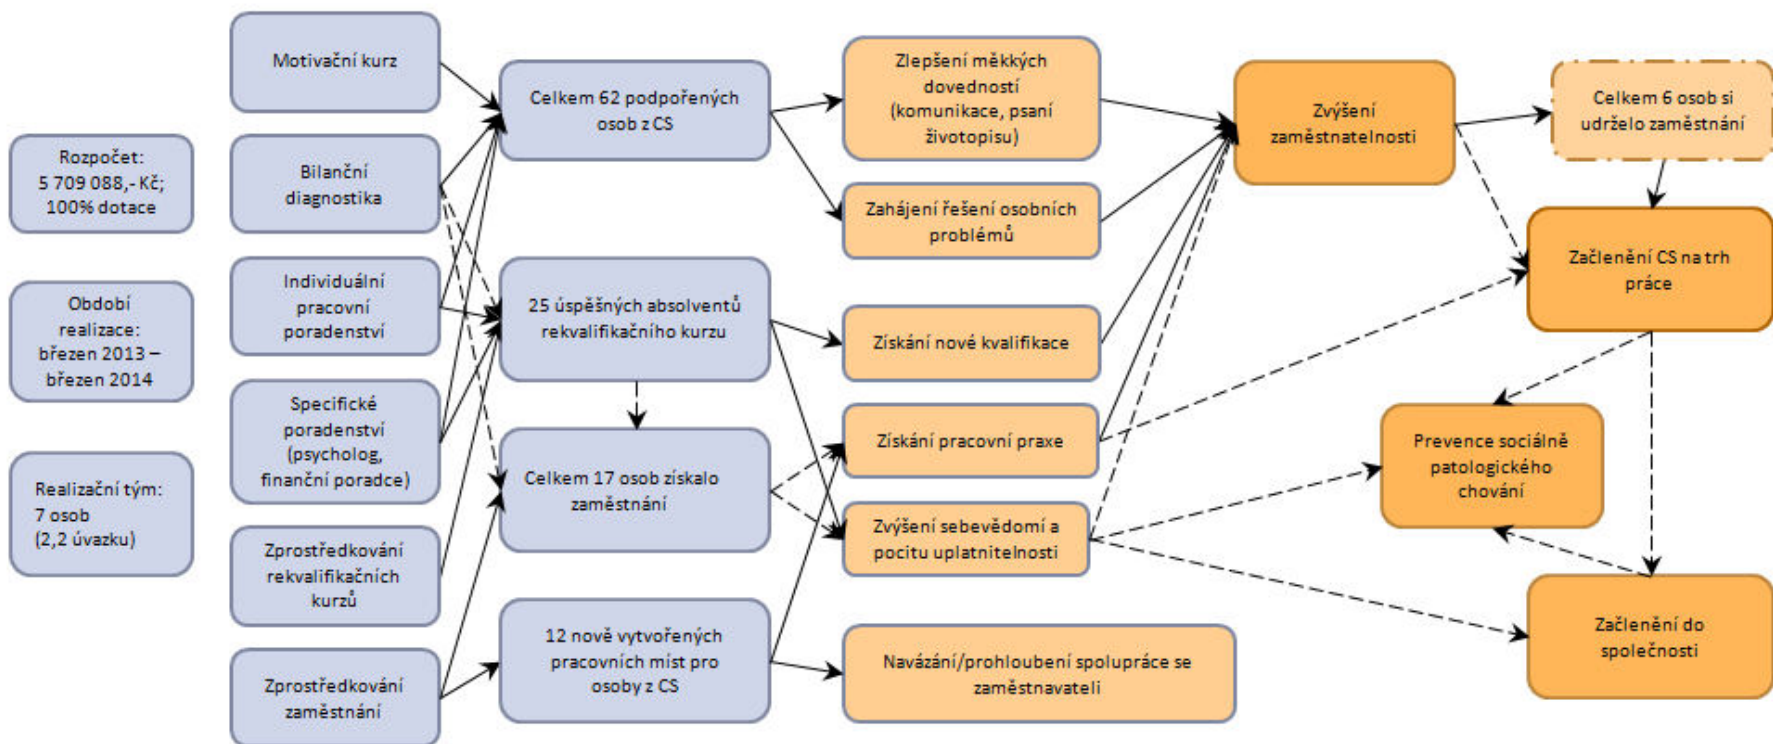 Rozpočet:
5 709 088,- Kč;
100% dotace
Období
realizace:
březen 2013 –
březen 2014
Realizační tým:
7 osob
(2,2 úvazku)
Motivační kurz
Bilanční
diagnostika
Individuální
pracovní
poradenství
Specifické
poradenství
(psycholog,
finanční poradce)
Zprostředkování
rekvalifikačních
kurzů
Zprostředkování
zaměstnání
Celkem 62 podpořených
osob z CS
25 úspěšných absolventů
rekvalifikačního kurzu
Celkem 17 osob získalo
zaměstnání
12 nově vytvořených
pracovních míst pro
osoby z CS
Zlepšení měkkých
dovedností
(komunikace, psaní
životopisu)
Zahájení řešení osobních
problémů
Získání nové kvalifikace
Získání pracovní praxe
Zvýšení sebevědomí a
pocitu uplatnitelnosti
Navázání/prohloubení spolupráce se
zaměstnavateli
Zvýšení
zaměstnatelnosti
Celkem 6 osob si
udrželo zaměstnání
Začlenění CS na trh
práce
Prevence sociálně
patologického
chování
Začlenění do
společnosti